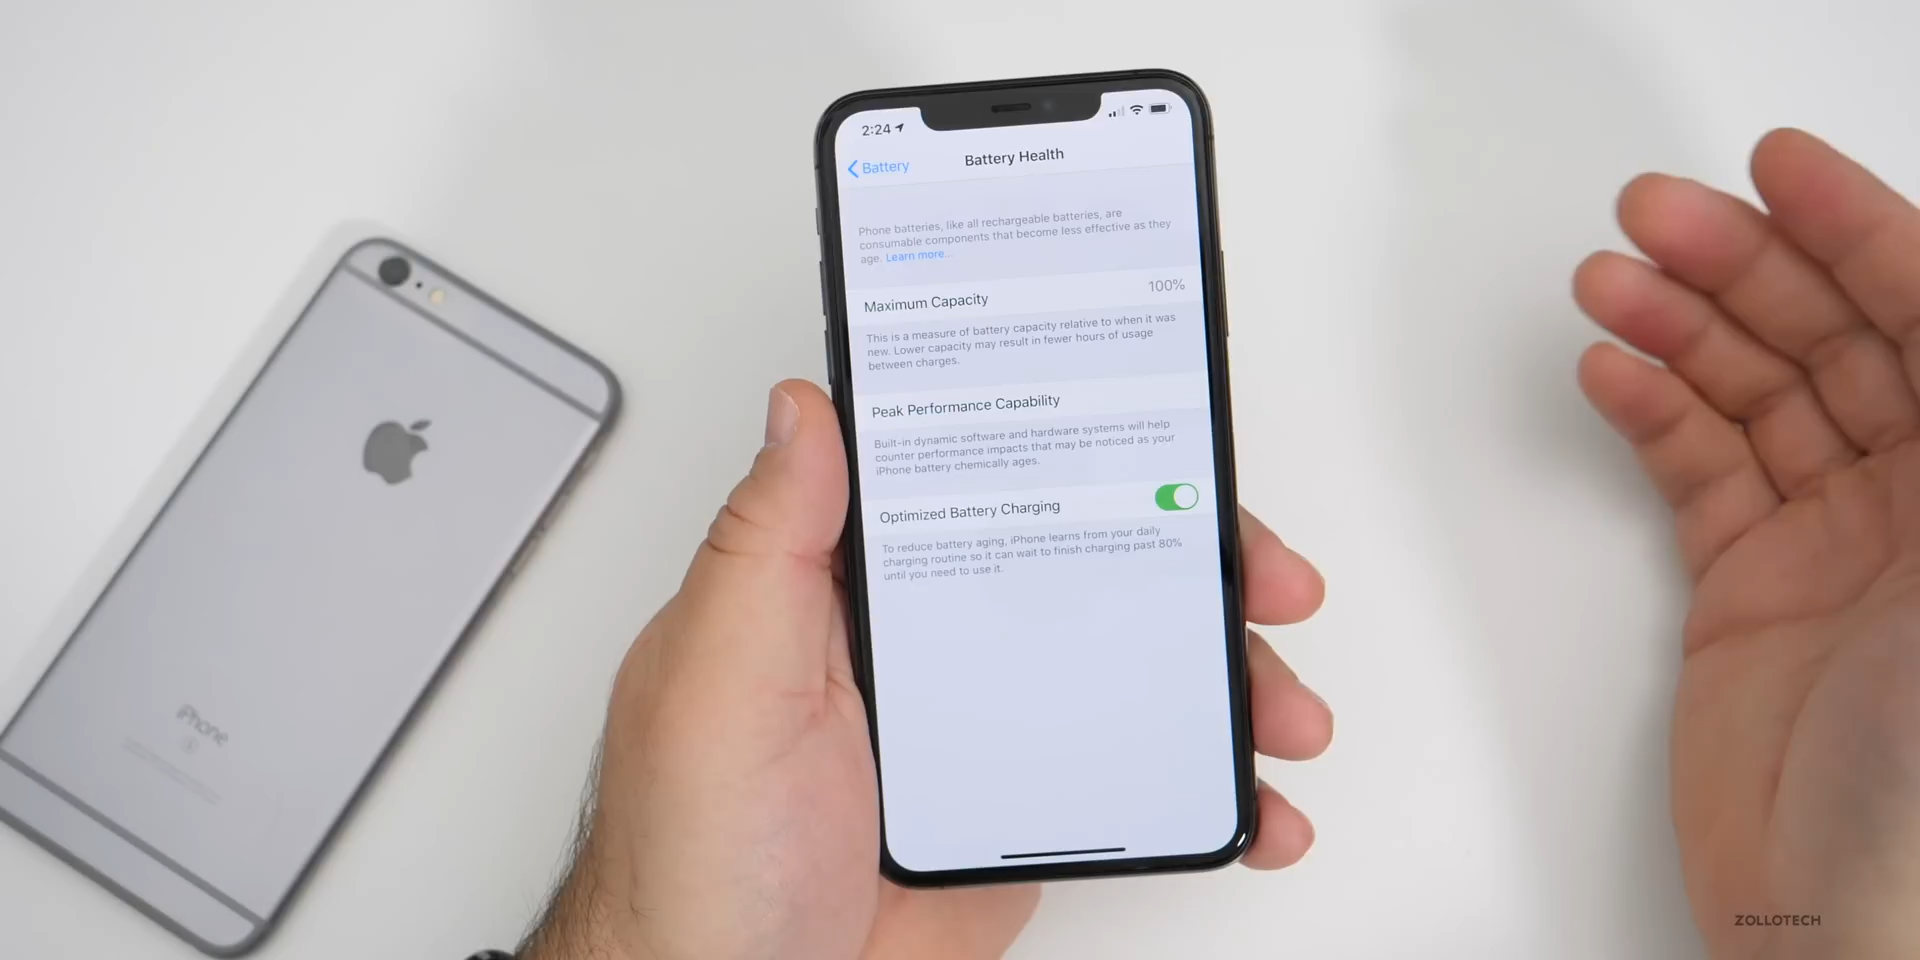 2:24
Battery
Battery Health
Phone batteries, like all rechargeable batteries, are
consumable components that become less effective as they
age. Learn more...
Maximum Capacity 100%
This is a measure of battery capacity relative to when it was
new. Lower capacity may result in fewer hours of usage
between charges.
Peak Performance Capability
Built-in dynamic software and hardware systems will help
counter performance impacts that may be noticed as your
iPhone battery chemically ages.
Optimized Battery Charging
To reduce battery aging, iPhone learns from your daily
charging routine so it can wait to finish charging past 80%
until you need to use it.
iPhone
S
ZOLLOTECH